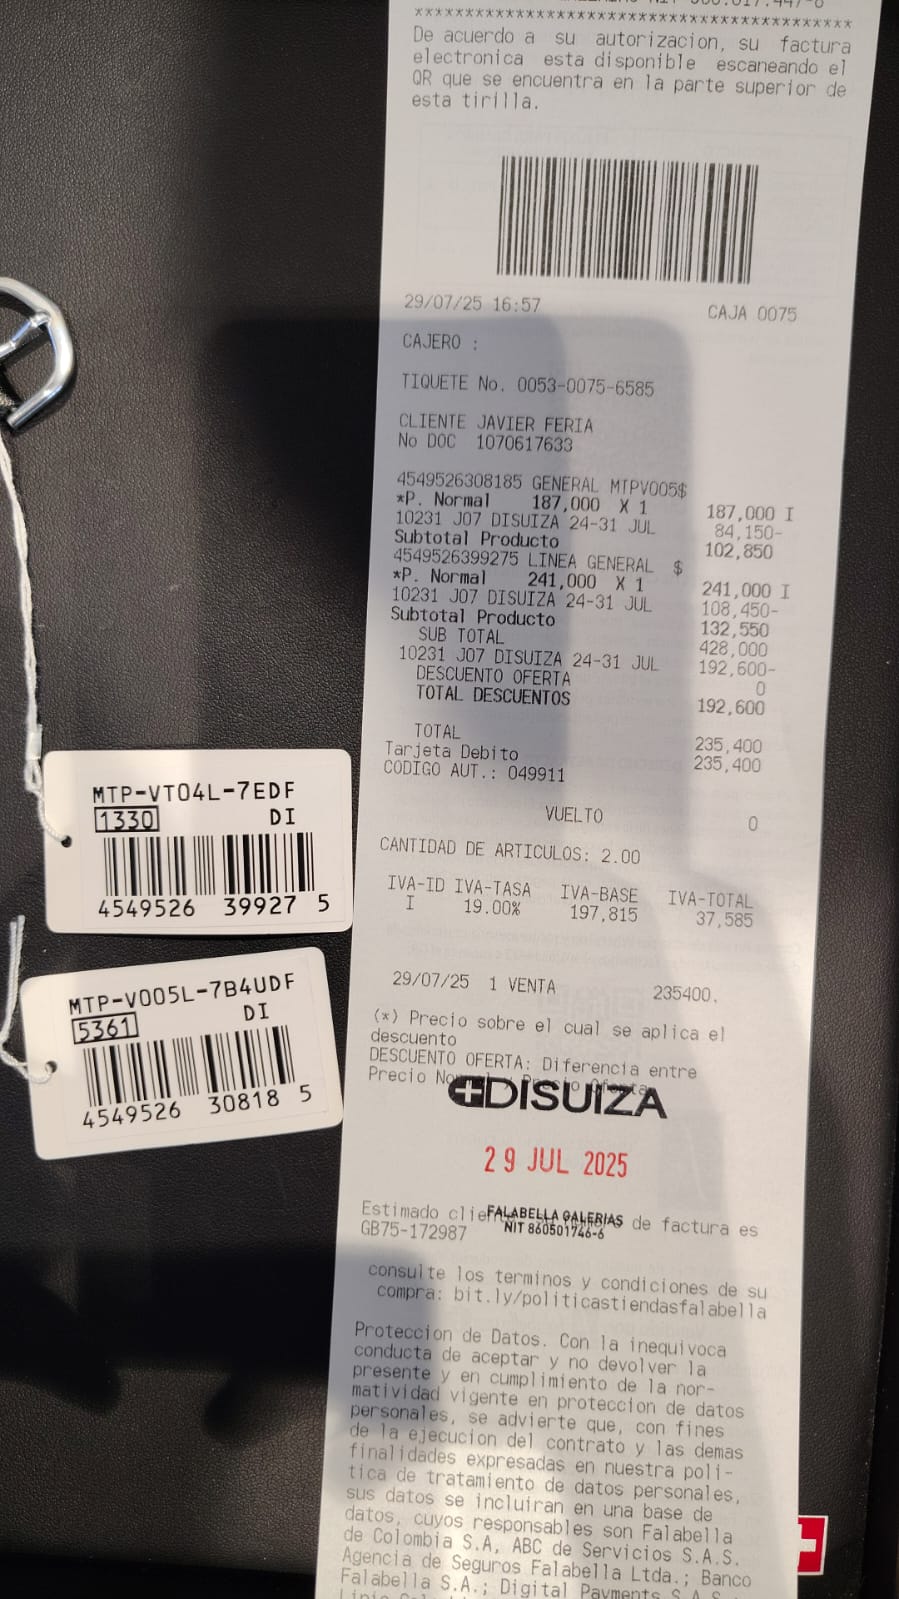 NIT 900.017.447-8
*******************************************
De acuerdo a su autorizacion, su factura
electronica esta disponible escaneando el
QR que se encuentra en la parte superior de
esta tirilla.
29/07/25 16:57 CAJA 0075
CAJERO :
TIQUETE No. 0053-0075-6585
CLIENTE JAVIER FERIA
No DOC 1070617633
4549526308185 GENERAL MTPV005$
*P. Normal 187,000 X 1 187,000 I
10231 J07 DISUIZA 24-31 JUL 84,150-
Subtotal Producto 102,850
4549526399275 LINEA GENERAL $
*P. Normal 241,000 X 1 241,000 I
10231 J07 DISUIZA 24-31 JUL 108,450-
Subtotal Producto 132,550
SUB TOTAL 428,000
10231 J07 DISUIZA 24-31 JUL 192,600-
DESCUENTO OFERTA 0
TOTAL DESCUENTOS 192,600
TOTAL 235,400
Tarjeta Debito 235,400
CODIGO AUT.: 049911
VUELTO 0
CANTIDAD DE ARTICULOS: 2.00
IVA-ID IVA-TASA IVA-BASE IVA-TOTAL
I 19.00% 197,815 37,585
29/07/25 1 VENTA 235400,
(*) Precio sobre el cual se aplica el
descuento
DESCUENTO OFERTA: Diferencia entre
Precio Oferta
DISUIZA
29 JUL 2025
FALABELLA GALERIAS
NIT 860501746-6
Estimado de factura es
GB75-172987
consulte los terminos y condiciones de su
compra: bit.ly/politicastiendasfalabella
Proteccion de Datos. Con la inequivoca
conducta de aceptar y no devolver la
presente y en cumplimiento de la nor-
matividad vigente en proteccion de datos
personales, se advierte que, con fines
de la ejecucion del contrato y las demas
finalidades expresadas en nuestra poli-
tica de tratamiento de datos personales,
sus datos se incluiran en una base de
datos, cuyos responsables son Falabella
de Colombia S.A, ABC de Servicios S.A.S.
Agencia de Seguros Falabella Ltda.; Banco
Falabella S.A.; Digital Payments S.A.S.
MTP-VT04L-7EDF
1330 DI
4549526 39927 5
MTP-V005L-7B4UDF
5361 DI
4549526 30818 5